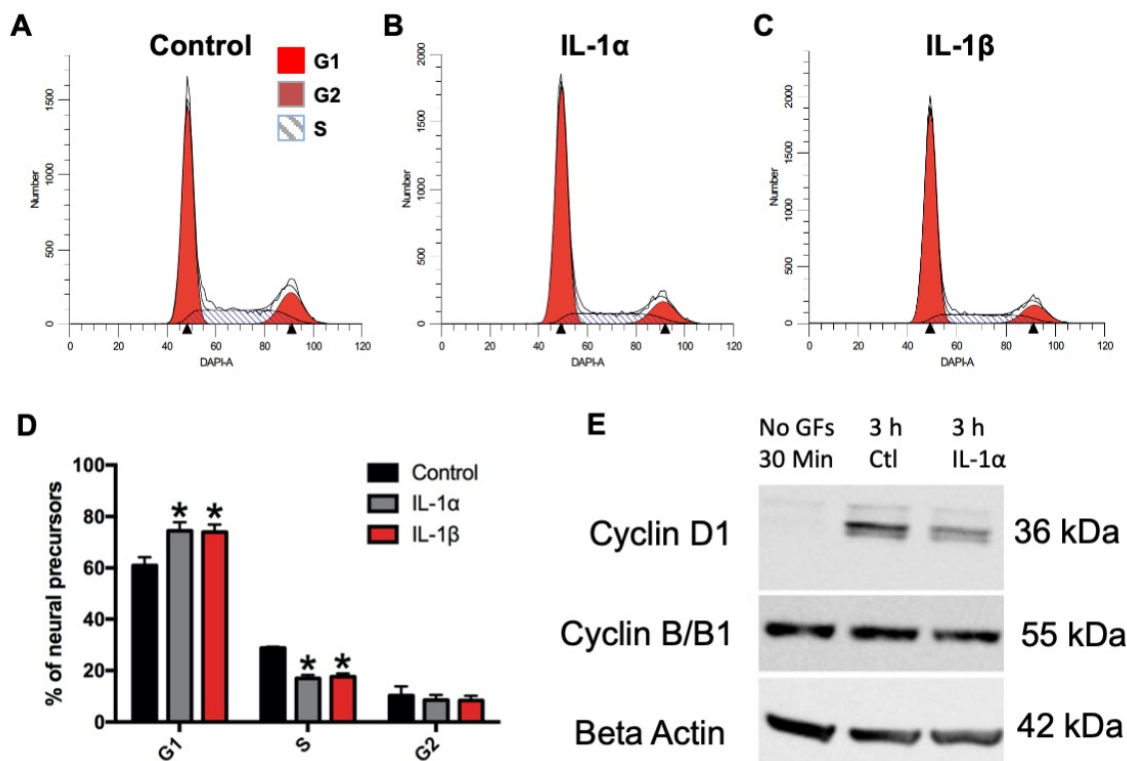 A
Control
G1
G2
S
1500
1000
500
0
Number
0 20 40 60 80 100 120
DAPI-A
B
IL-1α
2000
1750
1500
1250
1000
750
500
250
0
Number
0 20 40 60 80 100 120
DAPI-A
C
IL-1β
2000
1500
1000
500
0
Number
0 20 40 60 80 100 120
DAPI-A
D
% of neural precursors
100
80
60
40
20
0
Control
IL-1α
IL-1β
* *
* *
G1 S G2
E
No GFs 3 h 3 h
30 Min Ctl IL-1α
Cyclin D1 36 kDa
Cyclin B/B1 55 kDa
Beta Actin 42 kDa